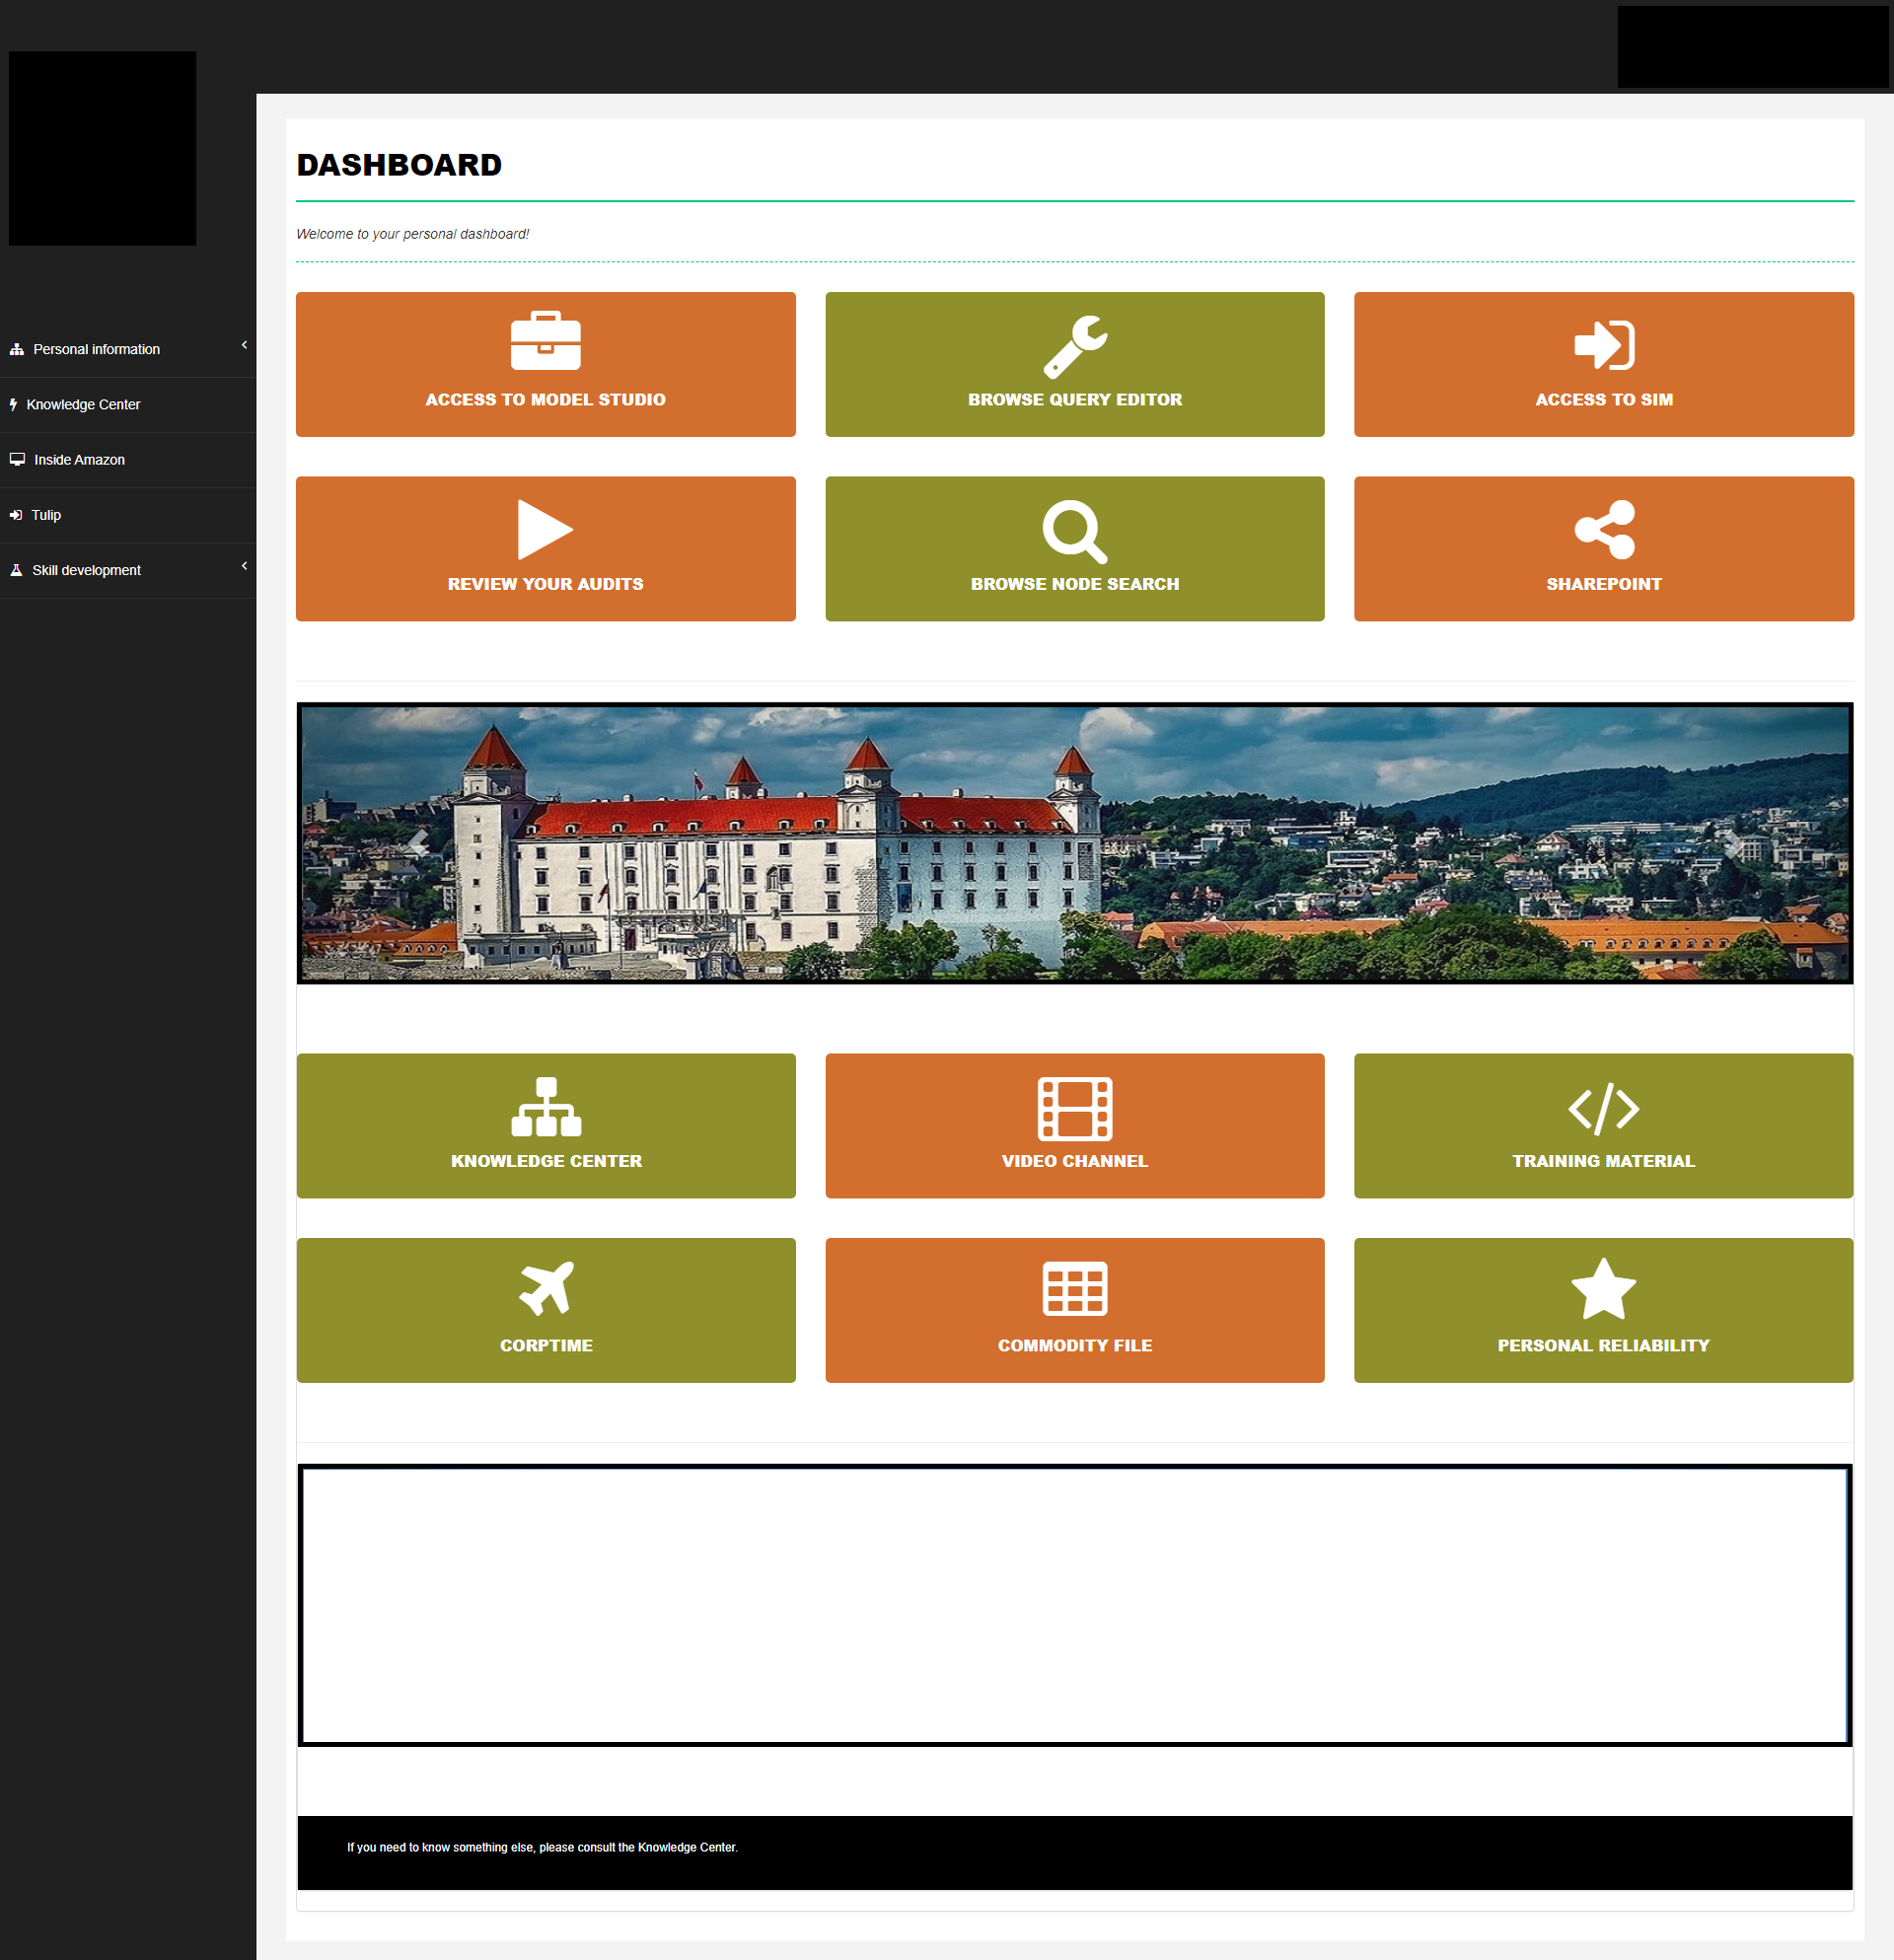 Personal information
Knowledge Center
Inside Amazon
Tulip
Skill development
DASHBOARD
Welcome to your personal dashboard!
ACCESS TO MODEL STUDIO
BROWSE QUERY EDITOR
ACCESS TO SIM
REVIEW YOUR AUDITS
BROWSE NODE SEARCH
SHAREPOINT
KNOWLEDGE CENTER
VIDEO CHANNEL
TRAINING MATERIAL
CORPTIME
COMMODITY FILE
PERSONAL RELIABILITY
If you need to know something else, please consult the Knowledge Center.